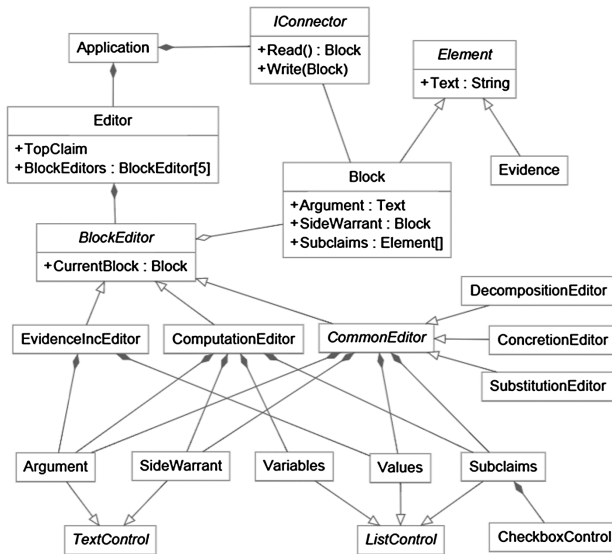 Application
IConnector
+Read() : Block
+Write(Block)
Element
+Text : String
Editor
+TopClaim
+BlockEditors : BlockEditor[5]
Block
+Argument : Text
+SideWarrant : Block
+Subclaims : Element[]
Evidence
BlockEditor
+CurrentBlock : Block
DecompositionEditor
EvidenceIncEditor
ComputationEditor
CommonEditor
ConcretionEditor
SubstitutionEditor
Argument
SideWarrant
Variables
Values
Subclaims
TextControl
ListControl
CheckboxControl